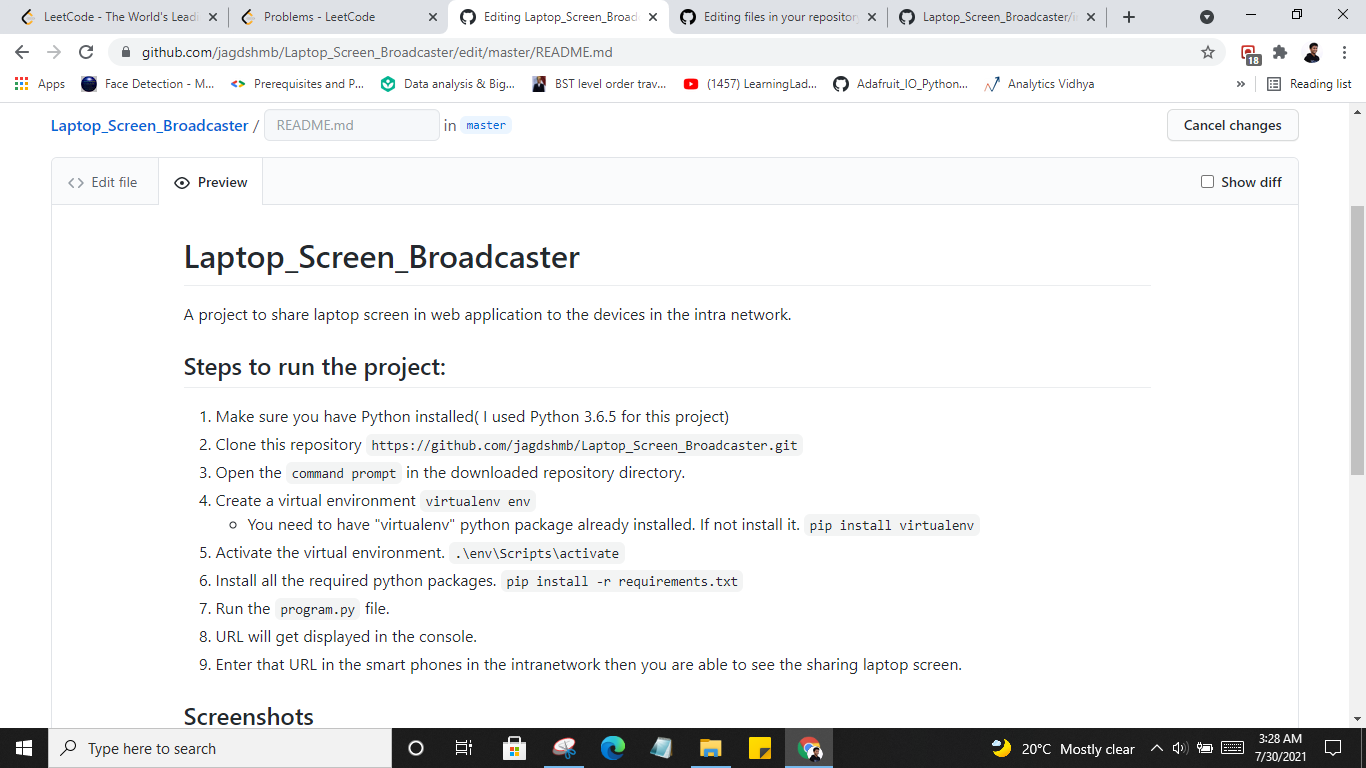 LeetCode - The World's Leadi
Problems - LeetCode
Editing Laptop_Screen_Broad
Editing files in your repository
Laptop_Screen_Broadcaster/i
github.com/jagdshmb/Laptop_Screen_Broadcaster/edit/master/README.md
18
Apps
Face Detection - M...
Prerequisites and P...
Data analysis & Big...
BST level order trav...
(1457) LearningLad...
Adafruit_IO_Python...
Analytics Vidhya
»
Reading list
Laptop_Screen_Broadcaster / README.md in master
Cancel changes
<> Edit file
Preview
Show diff
Laptop_Screen_Broadcaster
A project to share laptop screen in web application to the devices in the intra network.
Steps to run the project:
1. Make sure you have Python installed( I used Python 3.6.5 for this project)
2. Clone this repository https://github.com/jagdshmb/Laptop_Screen_Broadcaster.git
3. Open the command prompt in the downloaded repository directory.
4. Create a virtual environment virtualenv env
You need to have "virtualenv" python package already installed. If not install it. pip install virtualenv
5. Activate the virtual environment. .\env\Scripts\activate
6. Install all the required python packages. pip install -r requirements.txt
7. Run the program.py file.
8. URL will get displayed in the console.
9. Enter that URL in the smart phones in the intranetwork then you are able to see the sharing laptop screen.
Screenshots
Type here to search
20°C Mostly clear
3:28 AM
7/30/2021